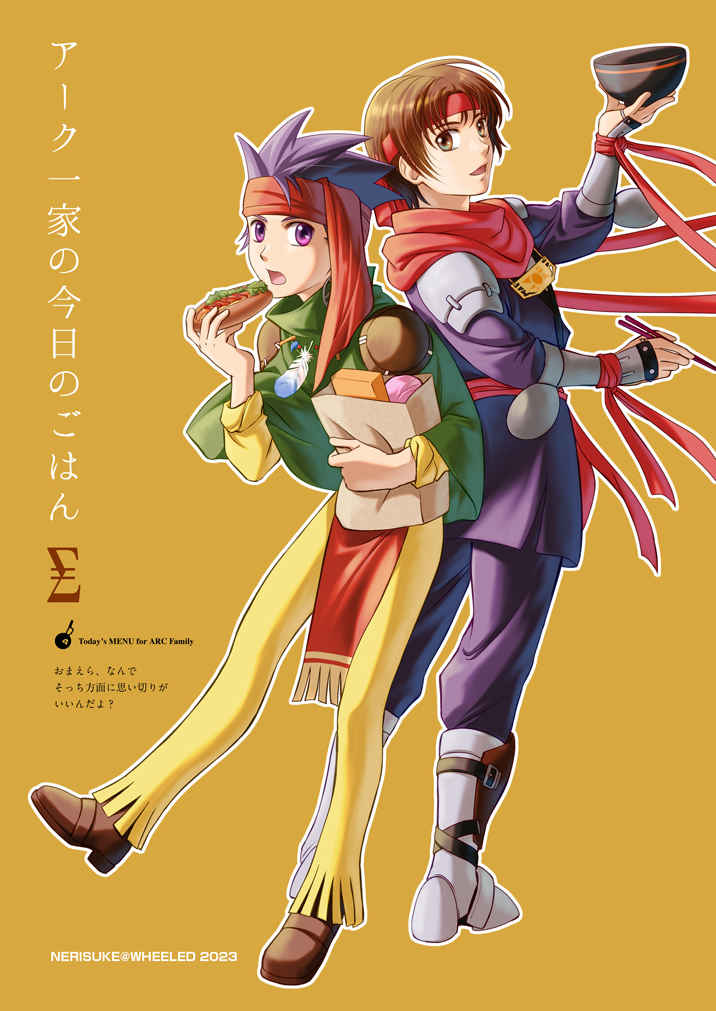 アーク一家の今日のごはん
£
Today's MENU for ARC Family
おまえら、なんで
そっち方面に思い切りが
いいんだよ？
NERISUKE@WHEELED 2023